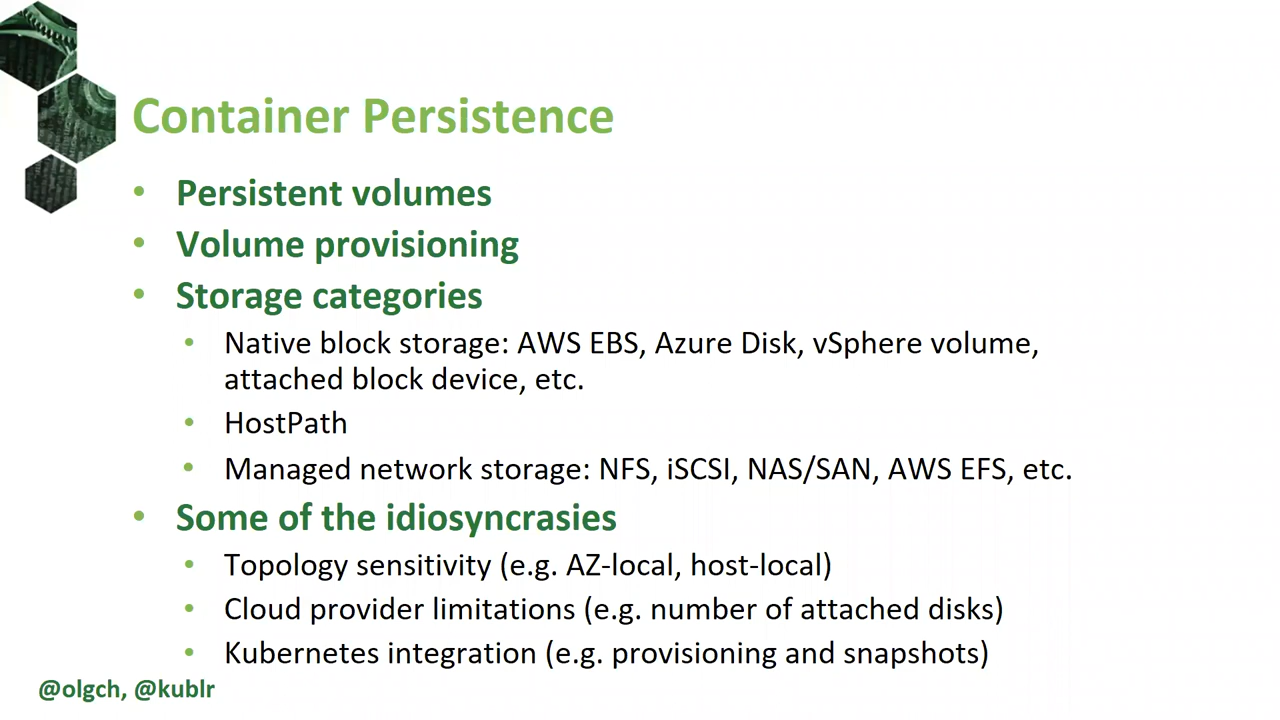 Container Persistence
• Persistent volumes
• Volume provisioning
• Storage categories
• Native block storage: AWS EBS, Azure Disk, vSphere volume,
attached block device, etc.
• HostPath
• Managed network storage: NFS, iSCSI, NAS/SAN, AWS EFS, etc.
• Some of the idiosyncrasies
• Topology sensitivity (e.g. AZ-local, host-local)
• Cloud provider limitations (e.g. number of attached disks)
• Kubernetes integration (e.g. provisioning and snapshots)
@olgch, @kublr